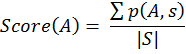 Score(A) = ∑ p(A, s) / |S|